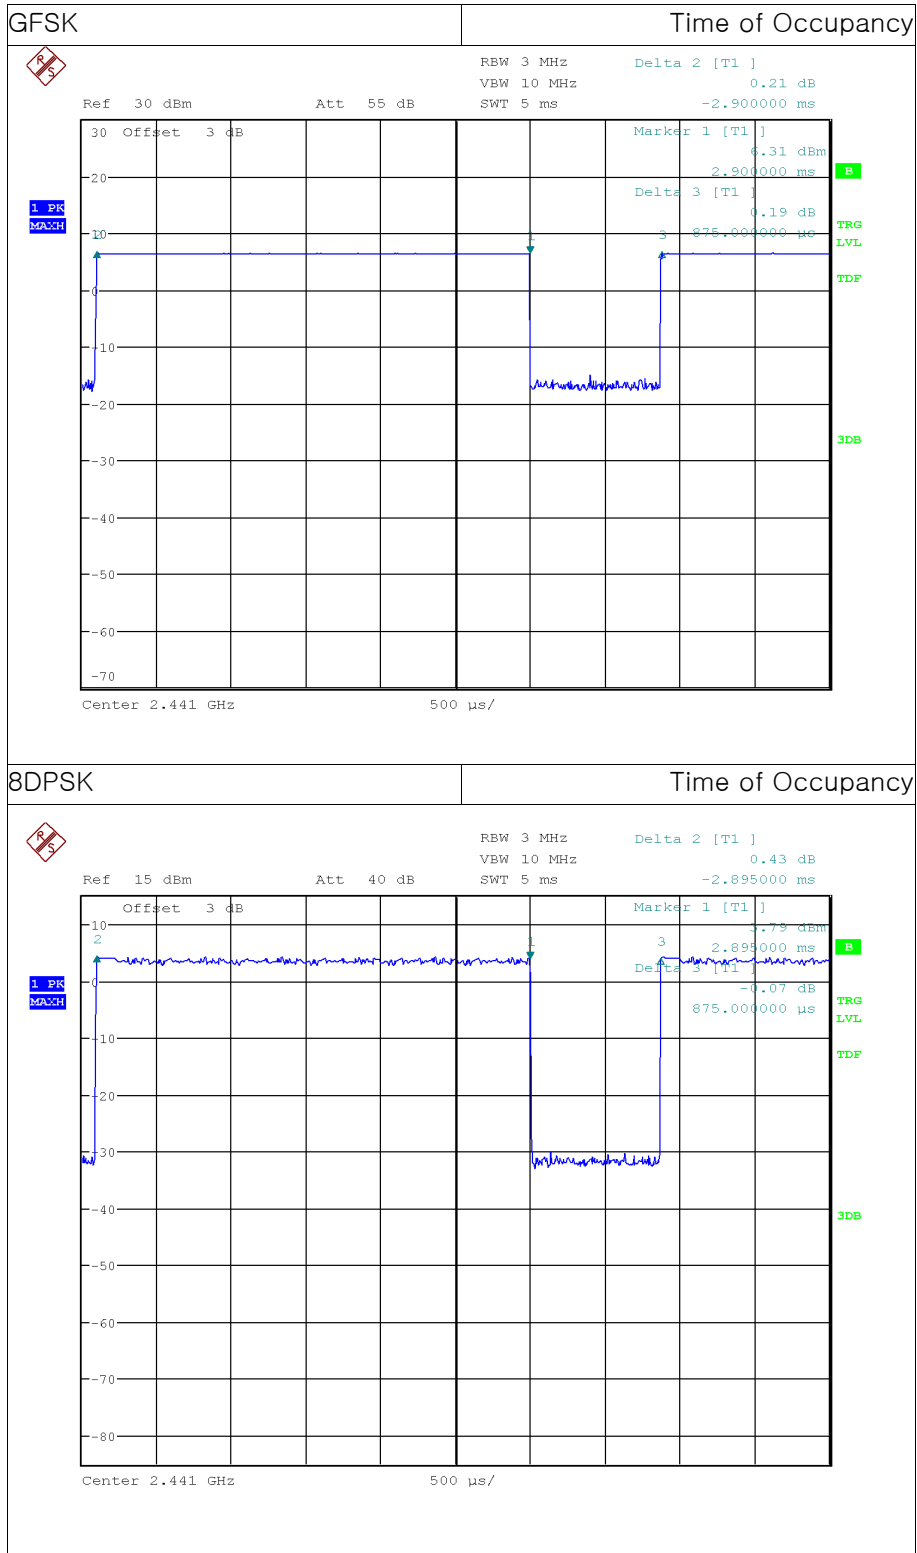 GFSK Time of Occupancy
R S
RBW 3 MHz Delta 2 [T1 ]
VBW 10 MHz 0.21 dB
Ref 30 dBm Att 55 dB SWT 5 ms -2.900000 ms
30 Offset 3 dB Marker 1 [T1 ]
6.31 dBm
20 2.900000 ms B
Delta 3 [T1 ]
1 PK 0.19 dB
MAXH TRG
10 2 1 3 875.000000 µs
LVL
0 TDF
-10
-20
3DB
-30
-40
-50
-60
-70
Center 2.441 GHz 500 µs/
8DPSK Time of Occupancy
R S
RBW 3 MHz Delta 2 [T1 ]
VBW 10 MHz 0.43 dB
Ref 15 dBm Att 40 dB SWT 5 ms -2.895000 ms
Offset 3 dB Marker 1 [T1 ]
10 3.79 dBm
2 1 3 2.895000 ms B
Delta 3 [T1 ]
1 PK 0 -0.07 dB
MAXH TRG
875.000000 µs
LVL
-10 TDF
-20
-30
-40 3DB
-50
-60
-70
-80
Center 2.441 GHz 500 µs/